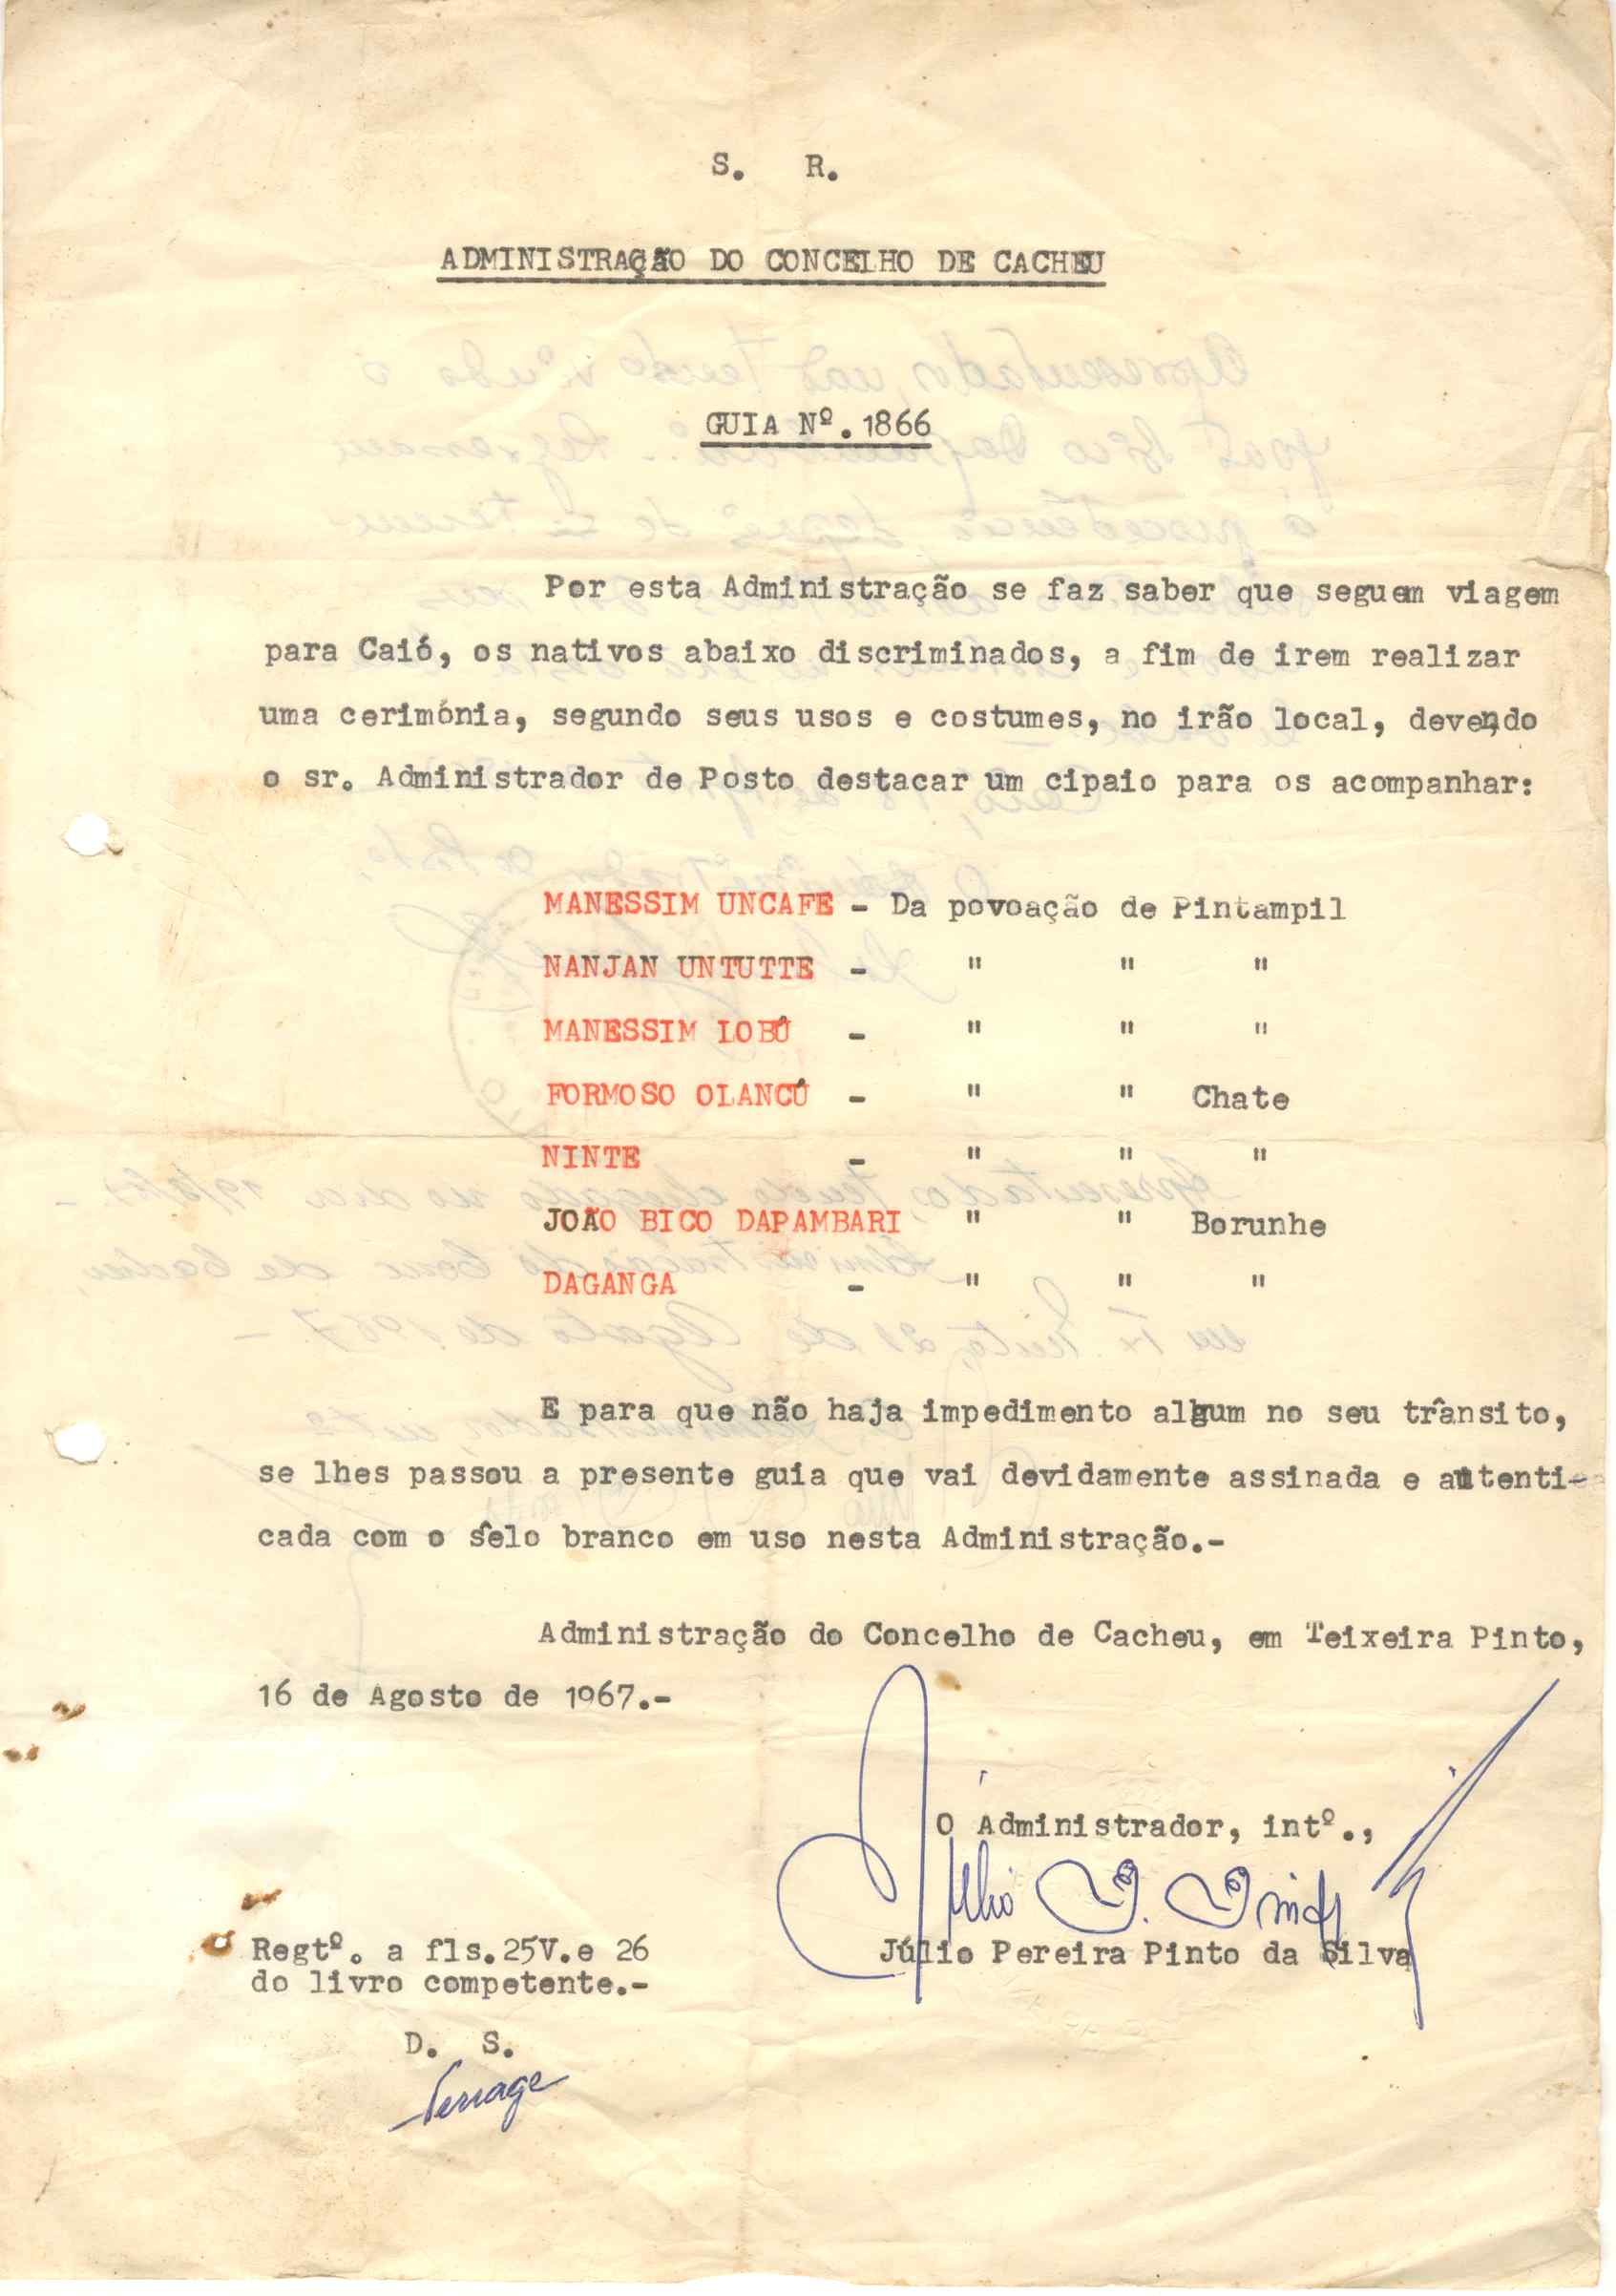 S. R.
ADMINISTRAÇÃO DO CONCELHO DE CACHEU
GUIA Nº.1866
Por esta Administração se faz saber que seguem viagem
para Caió, os nativos abaixo discriminados, a fim de irem realizar
uma cerimónia, segundo seus usos e costumes, no irão local, devendo
o sr. Administrador de Posto destacar um cipaio para os acompanhar:
MANESSIM UNCAFE - Da povoação de Pintampil
NANJAN UNTUTTE - " " "
MANESSIM LOBÚ - " " "
FORMOSO OLANCÚ - " " Chate
NINTE - " " "
JOÃO BICO DAPAMBARI " " Borunhe
DAGANGA - " " "
E para que não haja impedimento algum no seu trânsito,
se lhes passou a presente guia que vai devidamente assinada e autenti-
cada com o sêlo branco em uso nesta Administração.-
Administração do Concelho de Cacheu, em Teixeira Pinto,
16 de Agosto de 1967.-
O Administrador, intº.,
Júlio Pereira Pinto da Silva
Regtº. a fls.25V.e 26
do livro competente.-
D. S.